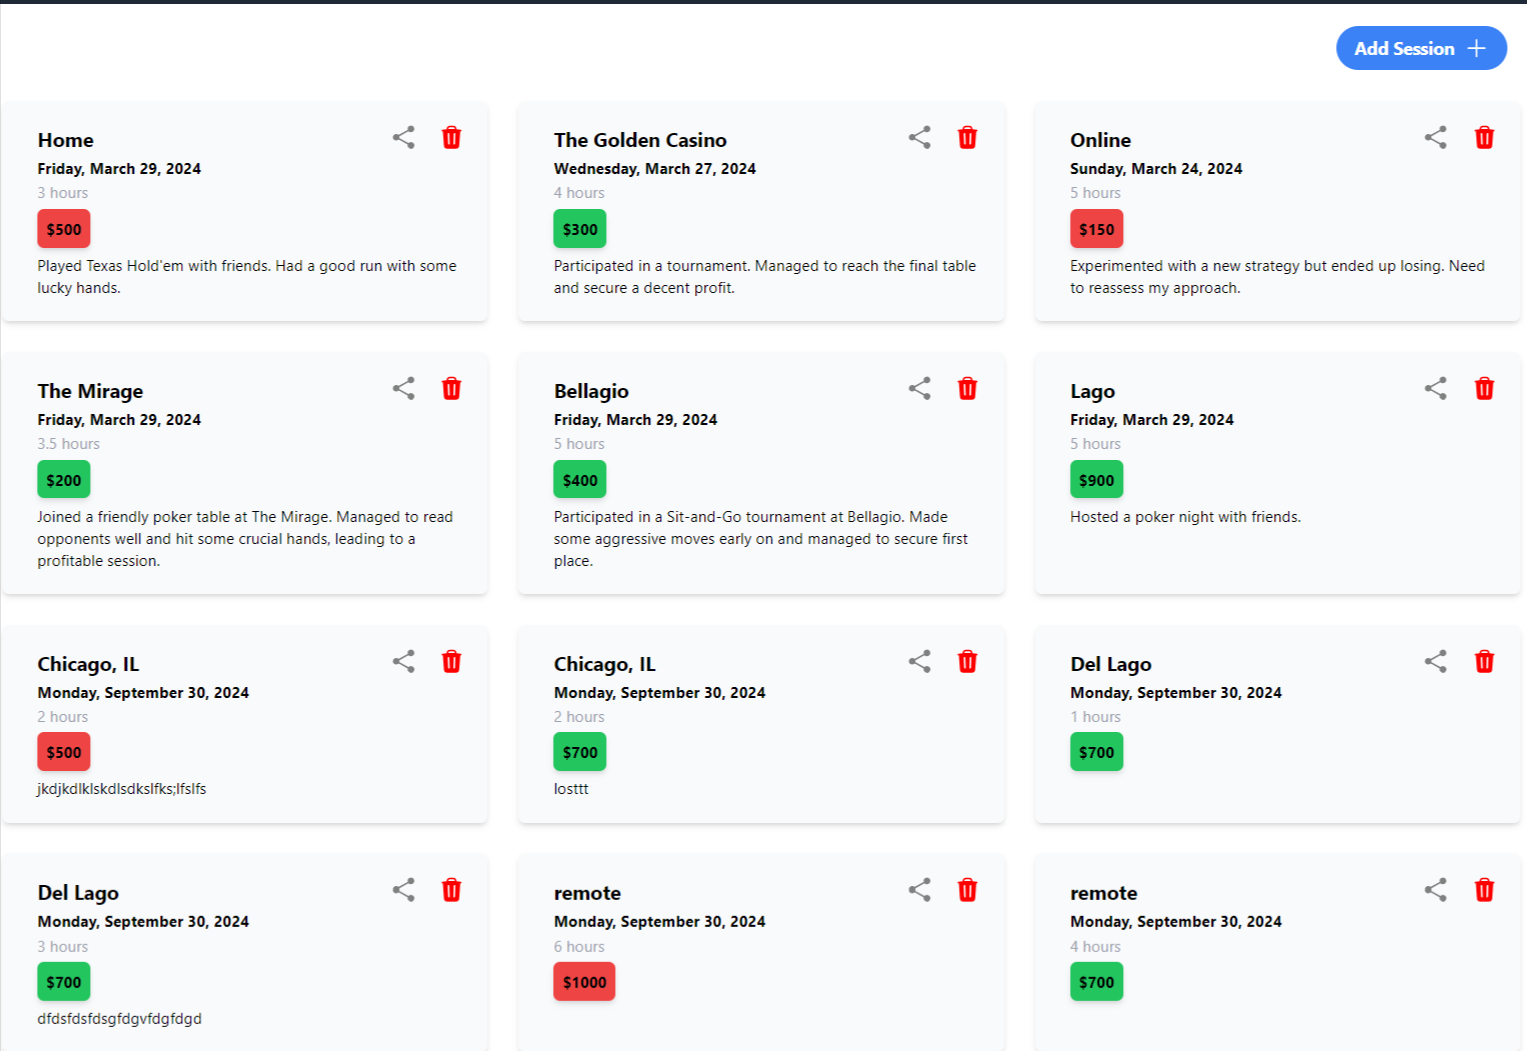 Add Session
Home
Friday, March 29, 2024
3 hours
$500
Played Texas Hold'em with friends. Had a good run with some
lucky hands.
The Golden Casino
Wednesday, March 27, 2024
4 hours
$300
Participated in a tournament. Managed to reach the final table
and secure a decent profit.
Online
Sunday, March 24, 2024
5 hours
$150
Experimented with a new strategy but ended up losing. Need
to reassess my approach.
The Mirage
Friday, March 29, 2024
3.5 hours
$200
Joined a friendly poker table at The Mirage. Managed to read
opponents well and hit some crucial hands, leading to a
profitable session.
Bellagio
Friday, March 29, 2024
5 hours
$400
Participated in a Sit-and-Go tournament at Bellagio. Made
some aggressive moves early on and managed to secure first
place.
Lago
Friday, March 29, 2024
5 hours
$900
Hosted a poker night with friends.
Chicago, IL
Monday, September 30, 2024
2 hours
$500
jkdjkdlklskdlsdkslfks;lfslfs
Chicago, IL
Monday, September 30, 2024
2 hours
$700
losttt
Del Lago
Monday, September 30, 2024
1 hours
$700
Del Lago
Monday, September 30, 2024
3 hours
$700
dfdsfdsfdsgfdgvfdgfdgd
remote
Monday, September 30, 2024
6 hours
$1000
remote
Monday, September 30, 2024
4 hours
$700